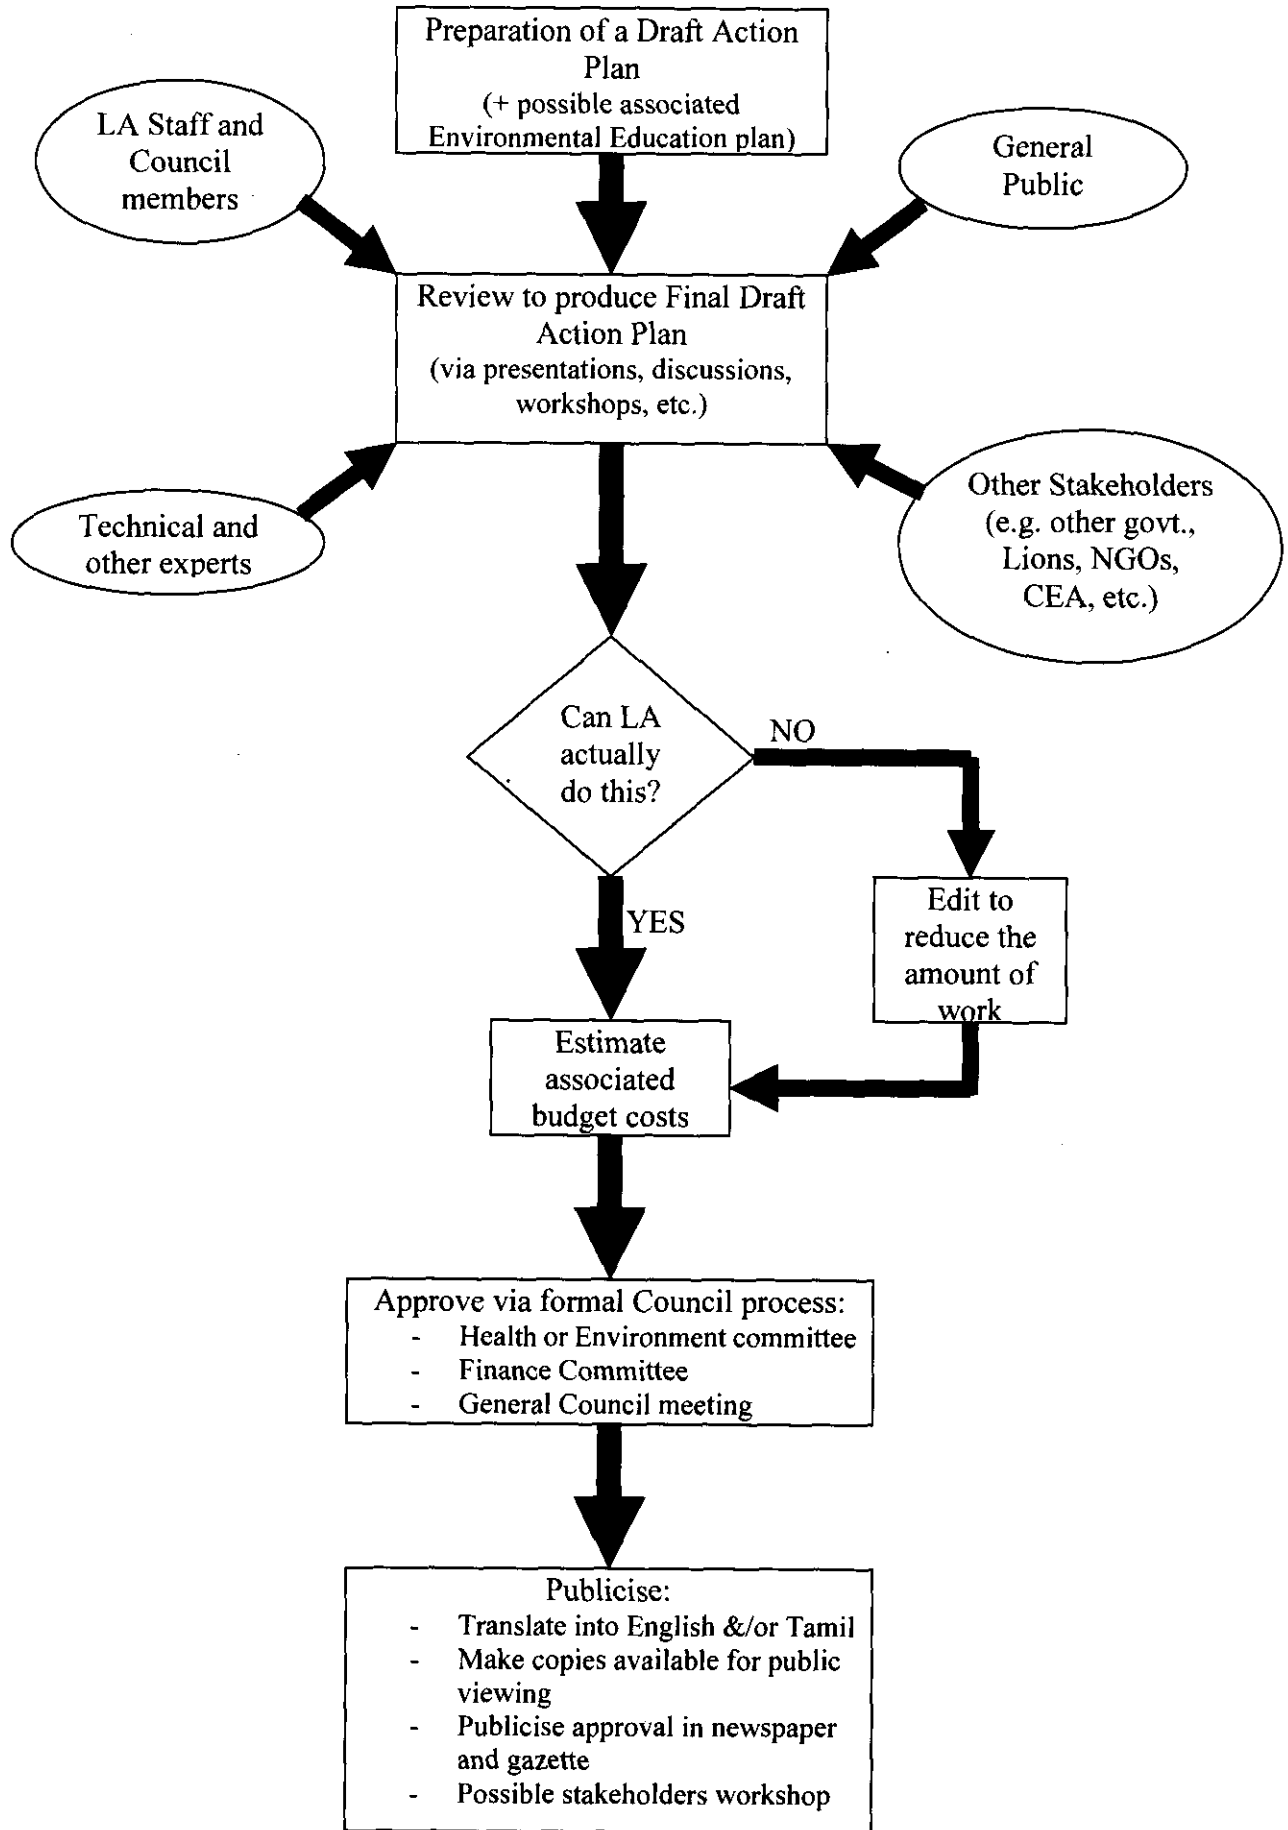 Preparation of a Draft Action
Plan
(+ possible associated
Environmental Education plan)
LA Staff and
Council
members
General
Public
Review to produce Final Draft
Action Plan
(via presentations, discussions,
workshops, etc.)
Technical and
other experts
Other Stakeholders
(e.g. other govt.,
Lions, NGOs,
CEA, etc.)
Can LA
actually
do this?
NO
YES
Edit to
reduce the
amount of
work
Estimate
associated
budget costs
Approve via formal Council process:
- Health or Environment committee
- Finance Committee
- General Council meeting
Publicise:
- Translate into English &/or Tamil
- Make copies available for public
viewing
- Publicise approval in newspaper
and gazette
- Possible stakeholders workshop